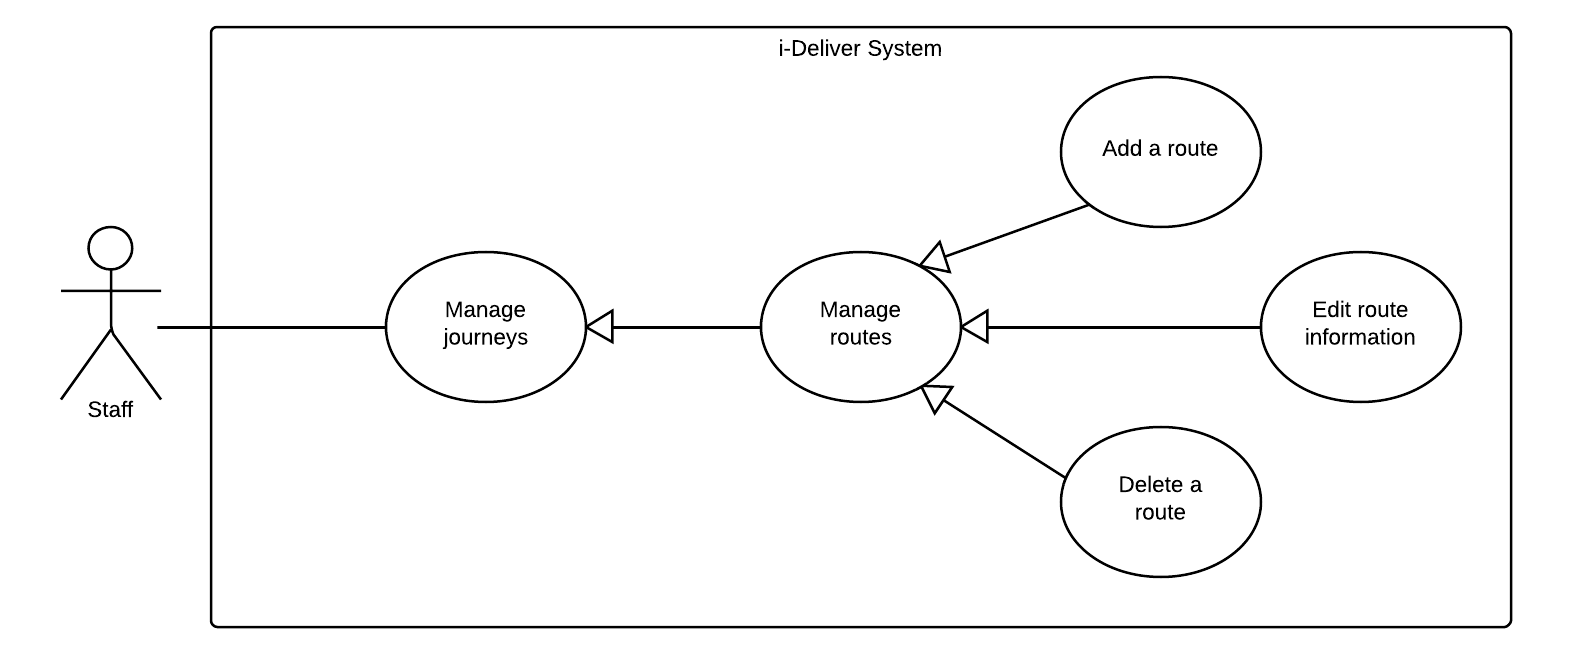 i-Deliver System
Add a route
Manage
journeys
Manage
routes
Edit route
information
Staff
Delete a
route